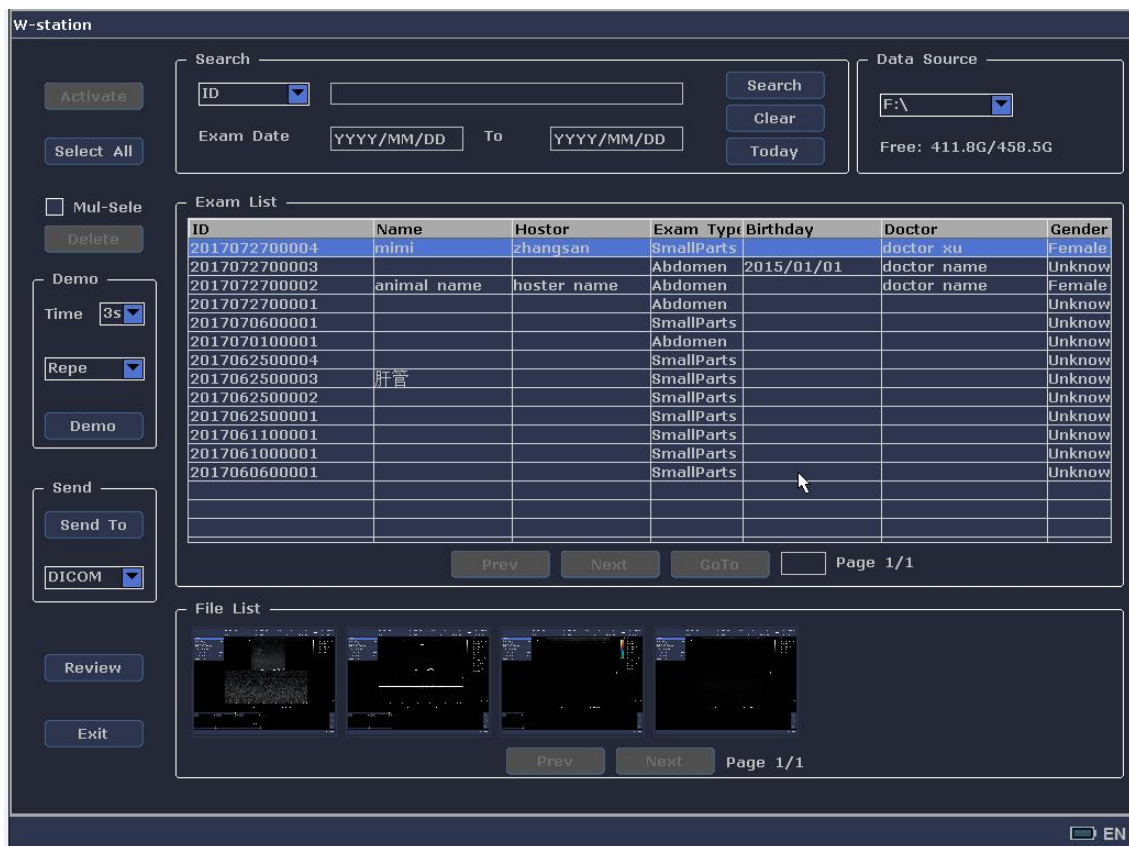 W-station
Activate
Select All
Mul-Sele
Delete
Demo
Time 3s
Repe
Demo
Send
Send To
DICOM
Review
Exit
Search
ID
Search
Clear
Exam Date YYYY/MM/DD To YYYY/MM/DD
Today
Data Source
F:\
Free: 411.8G/458.5G
Exam List
ID Name Hostor Exam Type Birthday Doctor Gender
2017072700004 mimi zhangsan SmallParts doctor xu Female
2017072700003 Abdomen 2015/01/01 doctor name Unknow
2017072700002 animal name hoster name Abdomen doctor name Female
2017072700001 Abdomen Unknow
2017070600001 SmallParts Unknow
2017070100001 Abdomen Unknow
2017062500004 SmallParts Unknow
2017062500003 肝管 SmallParts Unknow
2017062500002 SmallParts Unknow
2017062500001 SmallParts Unknow
2017061100001 SmallParts Unknow
2017061000001 SmallParts Unknow
2017060600001 SmallParts Unknow
Prev Next GoTo Page 1/1
File List
Prev Next Page 1/1
EN